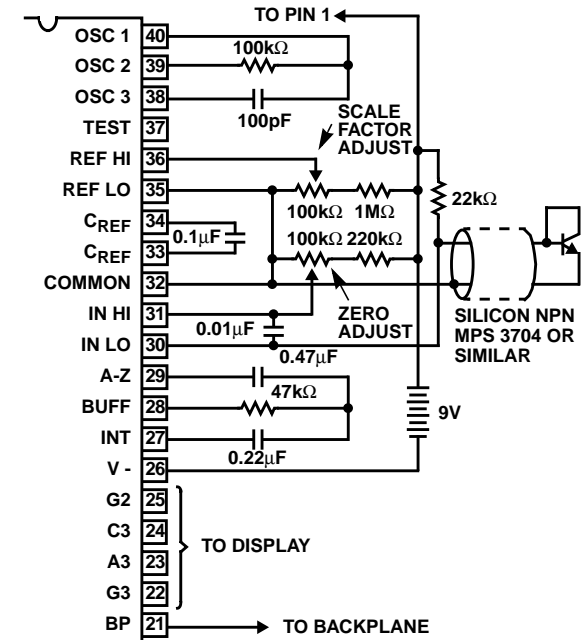 TO PIN 1
OSC 1 40
100kΩ
OSC 2 39
OSC 3 38
100pF
TEST 37
SCALE
FACTOR
ADJUST
REF HI 36
REF LO 35
100kΩ 1MΩ
22kΩ
CREF 34
0.1µF
100kΩ 220kΩ
CREF 33
COMMON 32
IN HI 31
0.01µF
ZERO
ADJUST
SILICON NPN
MPS 3704 OR
SIMILAR
IN LO 30
0.47µF
A-Z 29
47kΩ
BUFF 28
9V
INT 27
0.22µF
V - 26
G2 25
C3 24
TO DISPLAY
A3 23
G3 22
BP 21
TO BACKPLANE